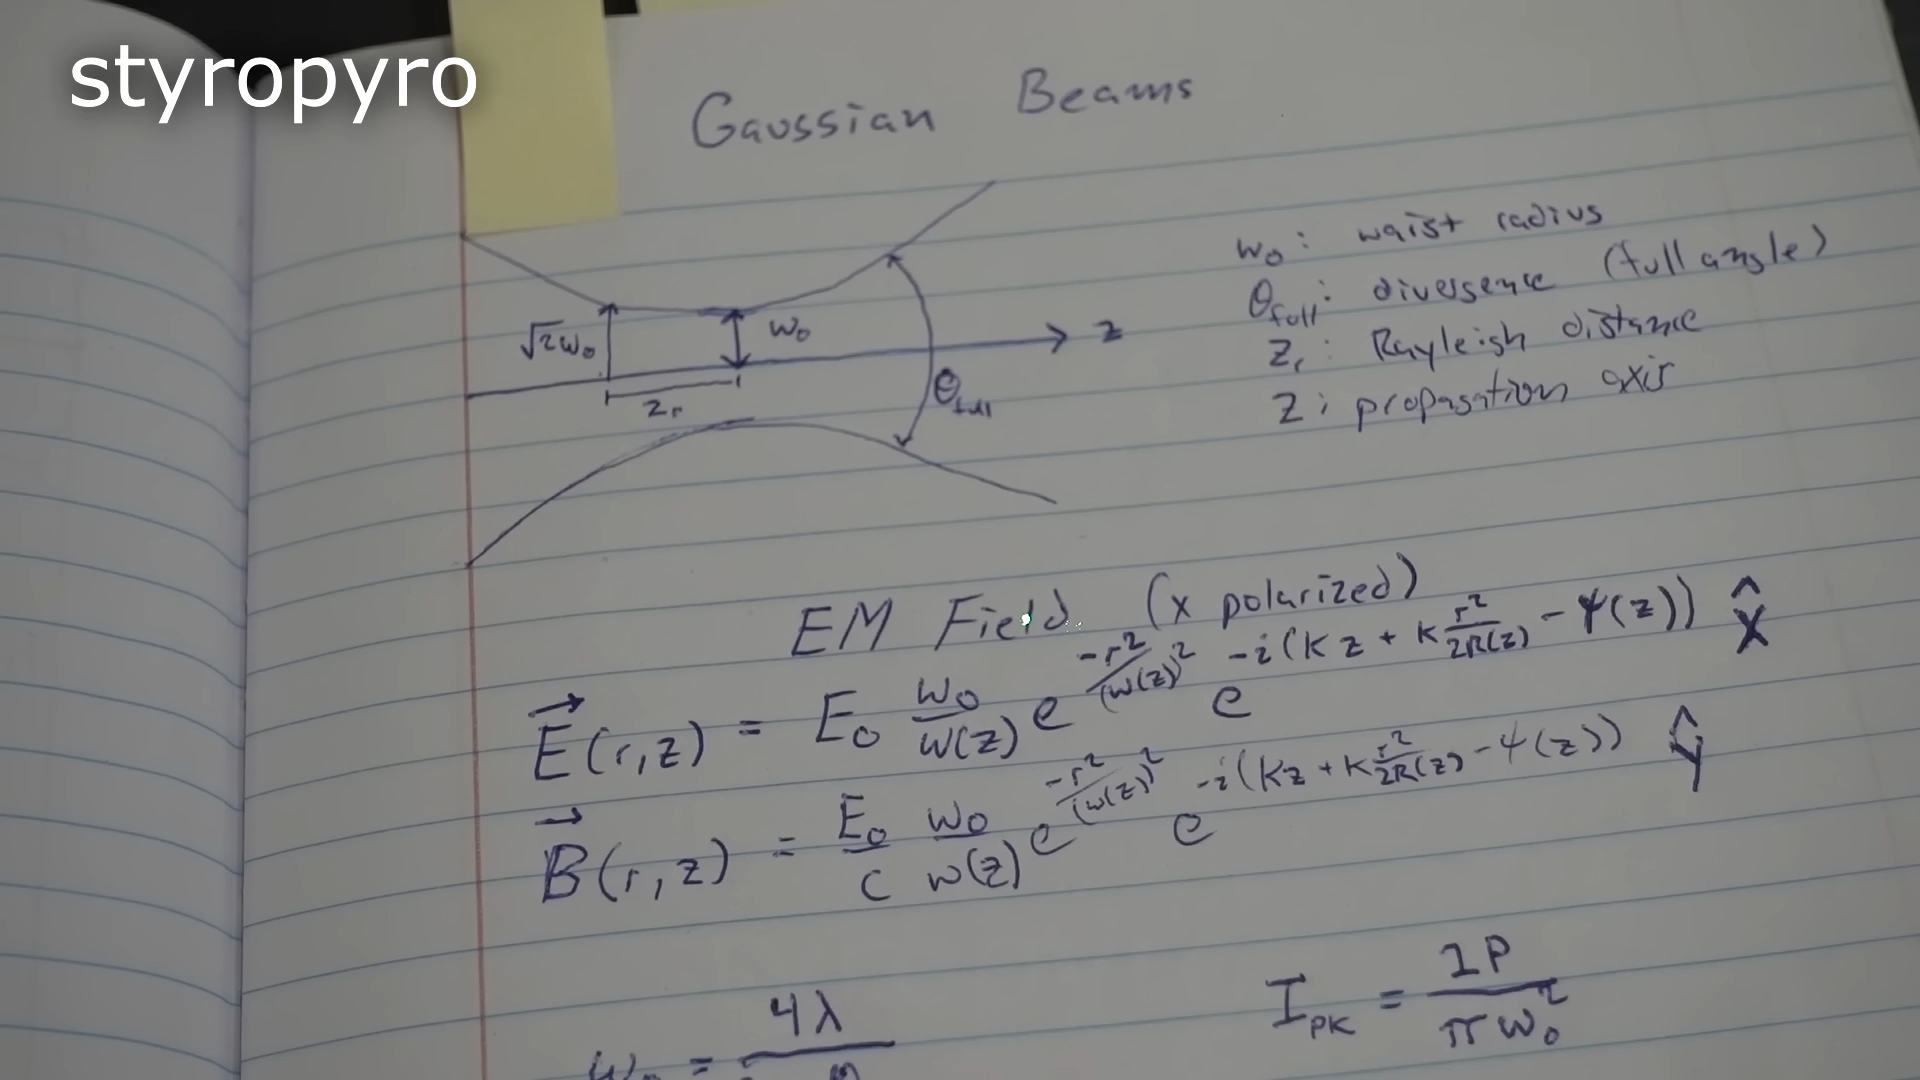 styropyro
Gaussian Beams
w₀: waist radius
θfull: divergence (full angle)
zr: Rayleigh distance
z: propagation axis
√2w₀
w₀
z
zr
θfull
EM Field (x polarized)
E⃗(r,z) = E₀ w₀/w(z) e^(-r²/(w(z))²) e^(-i(kz + k r²/2R(z) - ψ(z))) x̂
B⃗(r,z) = E₀/c w₀/w(z) e^(-r²/(w(z))²) e^(-i(kz + k r²/2R(z) - ψ(z))) ŷ
I_PK = 2P/πw₀²
w₀ = 4λ